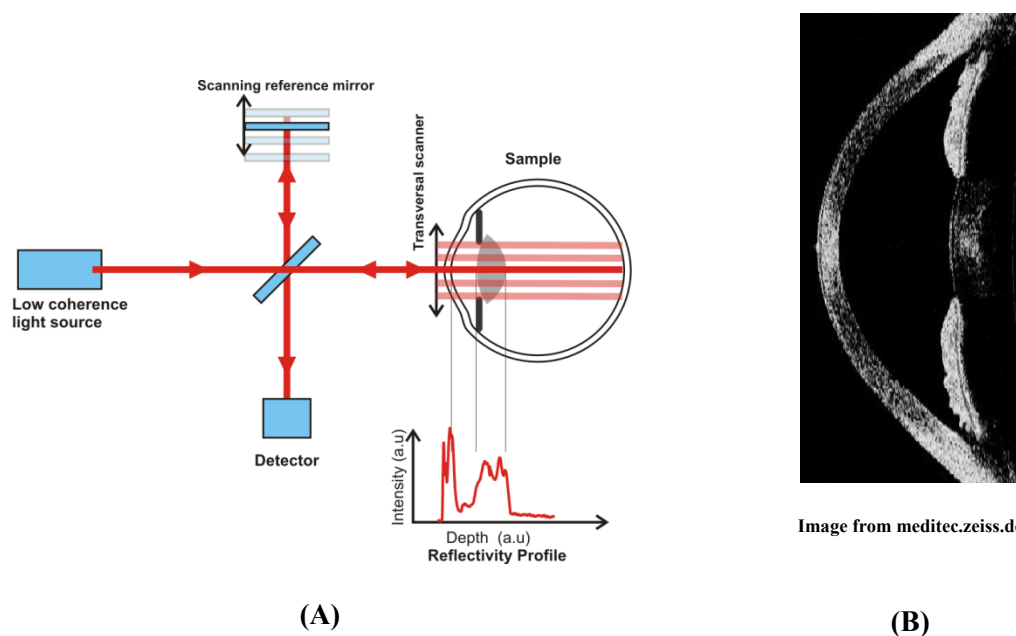 Scanning reference mirror
Transversal scanner
Sample
Low coherence
light source
Detector
Intensity (a.u)
Depth (a.u)
Reflectivity Profile
Image from meditec.zeiss.de
(A)
(B)